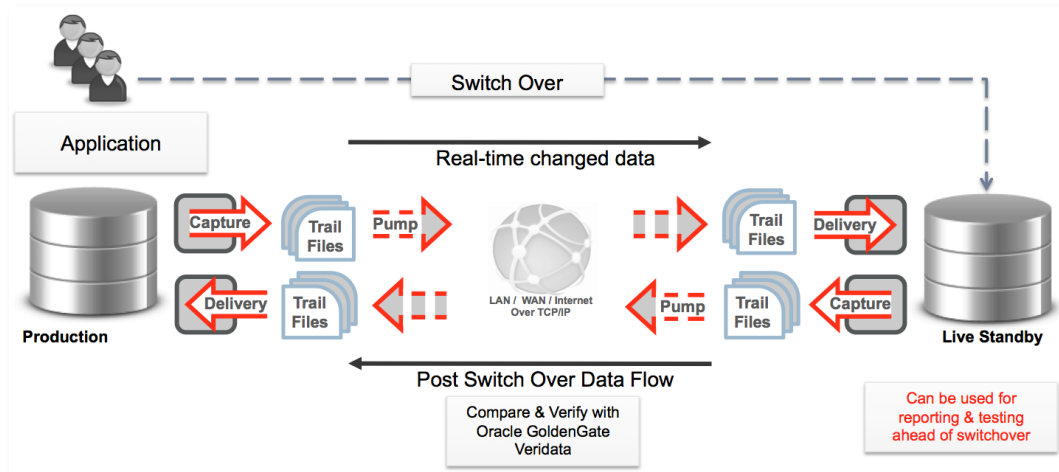 Switch Over
Application
Real-time changed data
Capture
Trail
Files
Pump
Trail
Files
Delivery
LAN / WAN / Internet
Over TCP/IP
Delivery
Trail
Files
Pump
Trail
Files
Capture
Production
Live Standby
Post Switch Over Data Flow
Compare & Verify with
Oracle GoldenGate
Veridata
Can be used for
reporting & testing
ahead of switchover